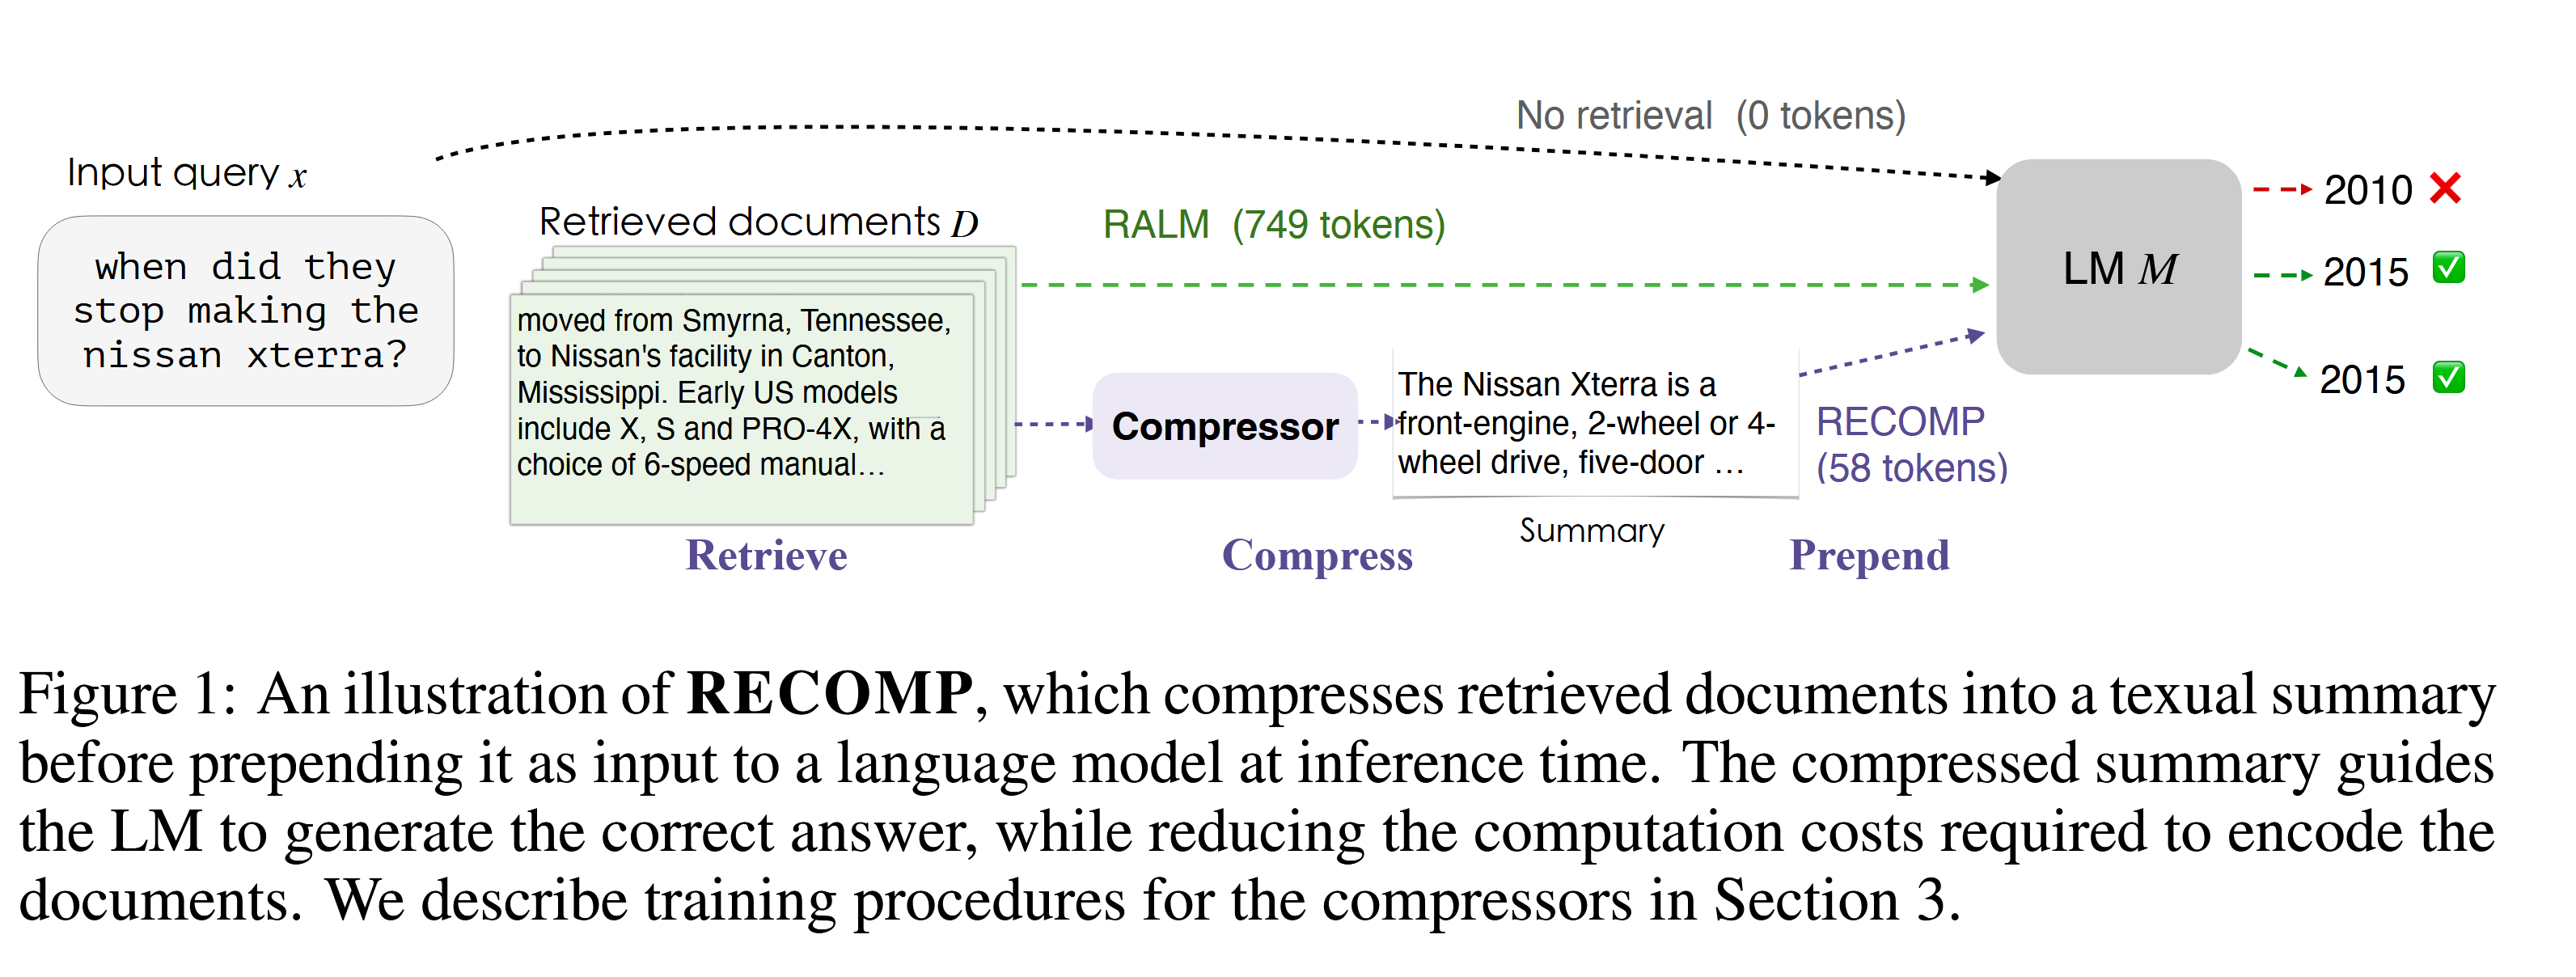 No retrieval (0 tokens)
Input query x
when did they
stop making the
nissan xterra?
Retrieved documents D
moved from Smyrna, Tennessee,
to Nissan's facility in Canton,
Mississippi. Early US models
include X, S and PRO-4X, with a
choice of 6-speed manual…
Retrieve
RALM (749 tokens)
Compressor
Compress
The Nissan Xterra is a
front-engine, 2-wheel or 4-
wheel drive, five-door …
Summary
RECOMP
(58 tokens)
Prepend
LM M
2010 ❌
2015 ✅
2015 ✅
Figure 1: An illustration of RECOMP, which compresses retrieved documents into a texual summary
before prepending it as input to a language model at inference time. The compressed summary guides
the LM to generate the correct answer, while reducing the computation costs required to encode the
documents. We describe training procedures for the compressors in Section 3.